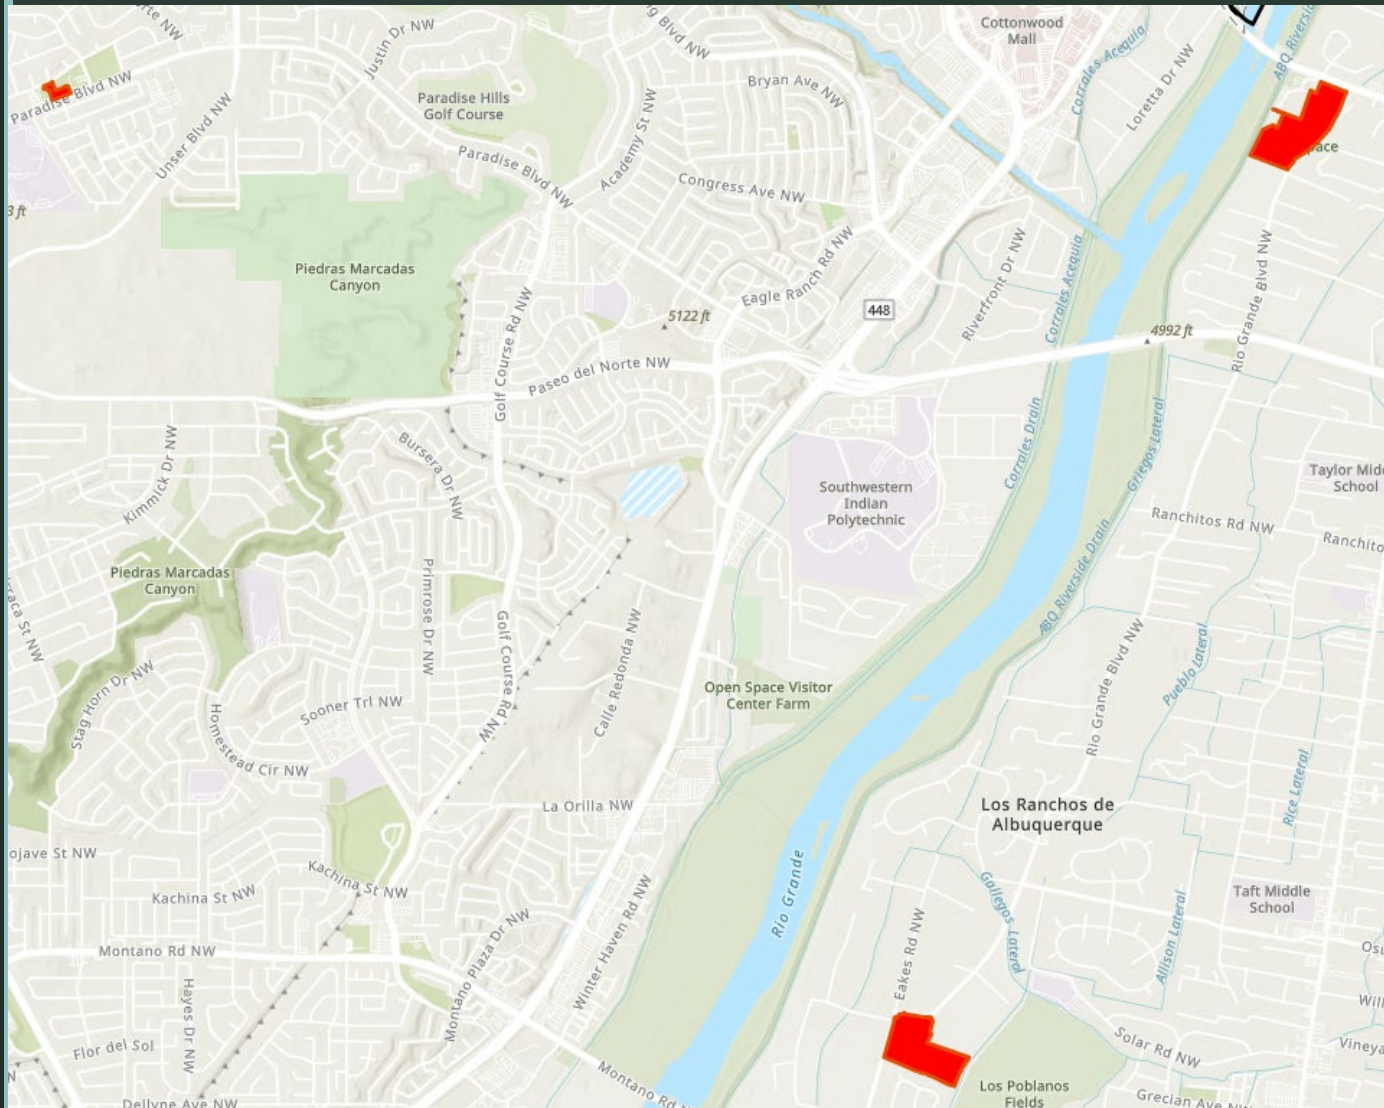 Cottonwood
Mall
Justin Dr NW
Blvd NW
Corrales Acequia
Loretta Dr NW
Paradise Blvd NW
Unser Blvd NW
Paradise Hills
Golf Course
Bryan Ave NW
Academy St NW
Paradise Blvd NW
Congress Ave NW
Piedras Marcadas
Canyon
Eagle Ranch Rd NW
Riverfront Dr NW
Corrales Acequia
Rio Grande Blvd NW
448
5122 ft
4992 ft
Golf Course Rd NW
Paseo del Norte NW
Kimmick Dr NW
Bursera Dr NW
Southwestern
Indian
Polytechnic
Corrales Drain
Griegos Lateral
School
Ranchitos Rd NW
ABQ Riverside Drain
Piedras Marcadas
Canyon
Primrose Dr NW
Golf Course Rd NW
Calle Redonda NW
Open Space Visitor
Center Farm
Rio Grande Blvd NW
Pueblo Lateral
Stag Horn Dr NW
Homestead Cir NW
Sooner Trl NW
La Orilla NW
Los Ranchos de
Albuquerque
Rice Lateral
Kachina St NW
Kachina St NW
Rio Grande
Winter Haven Rd NW
Eakes Rd NW
Gallegos Lateral
Allison Lateral
Taft Middle
School
Montano Rd NW
Hayes Dr NW
Montano Plaza Dr NW
Flor del Sol
Solar Rd NW
Los Poblanos
Fields
Montano Rd
Grecian Ave NW
Dellyne Ave NW